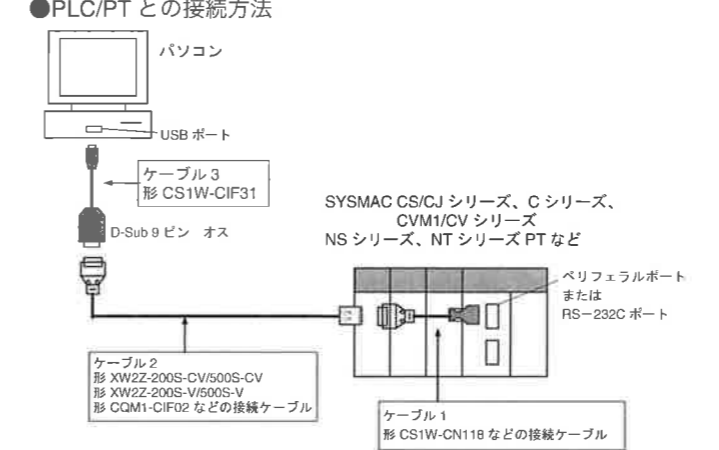 ●PLC/PT との接続方法
パソコン
USB ポート
ケーブル 3
形 CS1W-CIF31
D-Sub 9 ピン オス
SYSMAC CS/CJ シリーズ、C シリーズ、
CVM1/CV シリーズ
NS シリーズ、NT シリーズ PT など
ペリフェラルポート
または
RS-232C ポート
ケーブル 2
形 XW2Z-200S-CV/500S-CV
形 XW2Z-200S-V/500S-V
形 CQM1-CIF02 などの接続ケーブル
ケーブル 1
形 CS1W-CN118 などの接続ケーブル